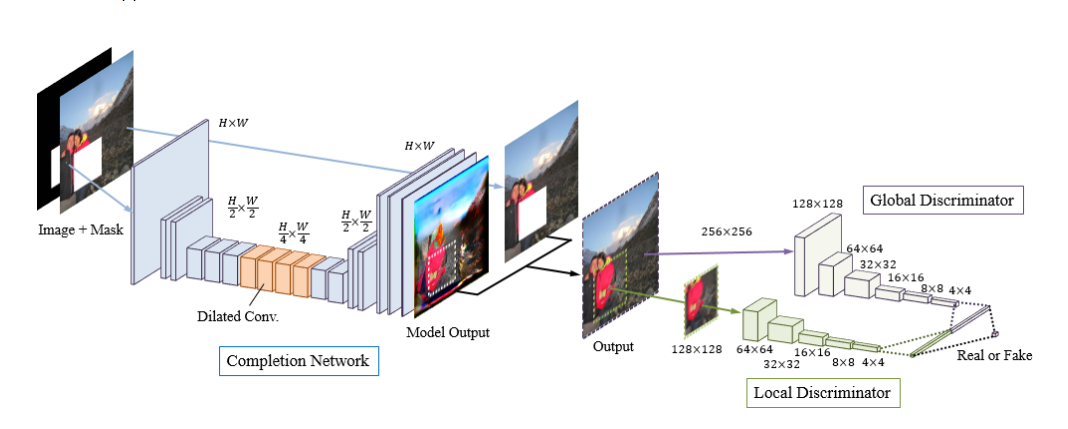 H×W
H×W
H/2×W/2
H/4×W/4
H/2×W/2
Image + Mask
Dilated Conv.
Model Output
Completion Network
Output
256×256
128×128
128×128
64×64
32×32
16×16
8×8
4×4
Global Discriminator
64×64
32×32
16×16
8×8
4×4
Real or Fake
Local Discriminator